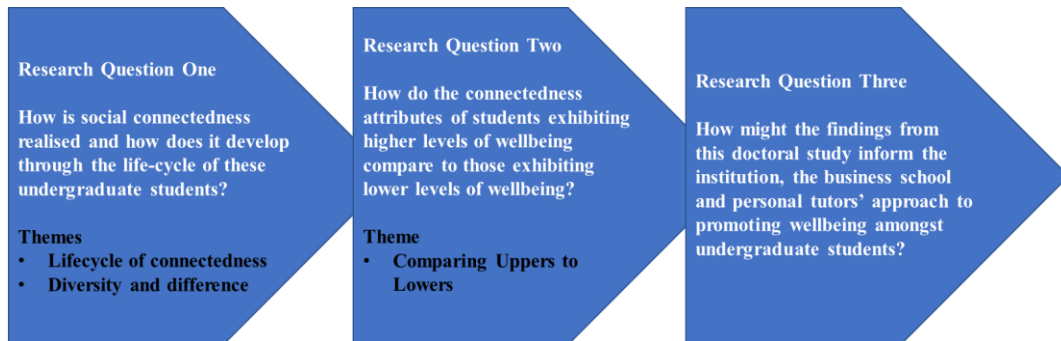 Research Question One
How is social connectedness
realised and how does it develop
through the life-cycle of these
undergraduate students?
Themes
• Lifecycle of connectedness
• Diversity and difference
Research Question Two
How do the connectedness
attributes of students exhibiting
higher levels of wellbeing
compare to those exhibiting
lower levels of wellbeing?
Theme
• Comparing Uppers to
Lowers
Research Question Three
How might the findings from
this doctoral study inform the
institution, the business school
and personal tutors’ approach to
promoting wellbeing amongst
undergraduate students?